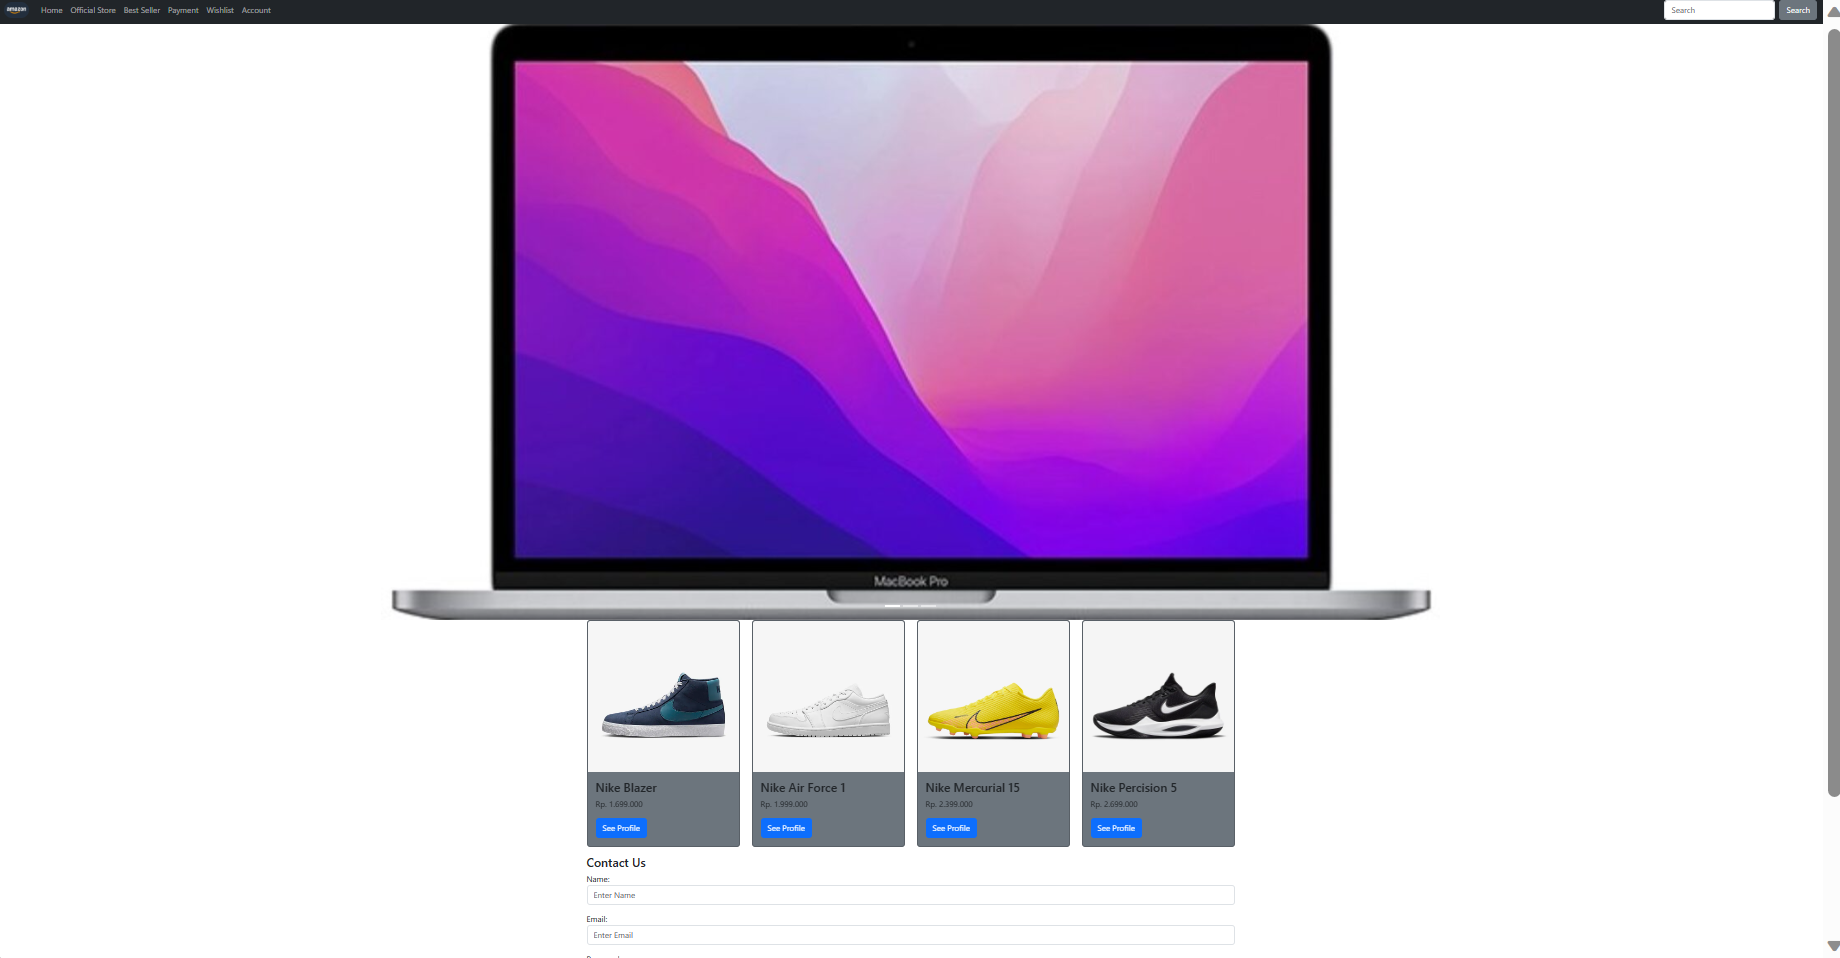 amazon
Home Official Store Best Seller Payment Wishlist Account
Search Search
MacBook Pro
Nike Blazer
Rp. 1.699.000
See Profile
Nike Air Force 1
Rp. 1.999.000
See Profile
Nike Mercurial 15
Rp. 2.399.000
See Profile
Nike Percision 5
Rp. 2.699.000
See Profile
Contact Us
Name:
Enter Name
Email:
Enter Email